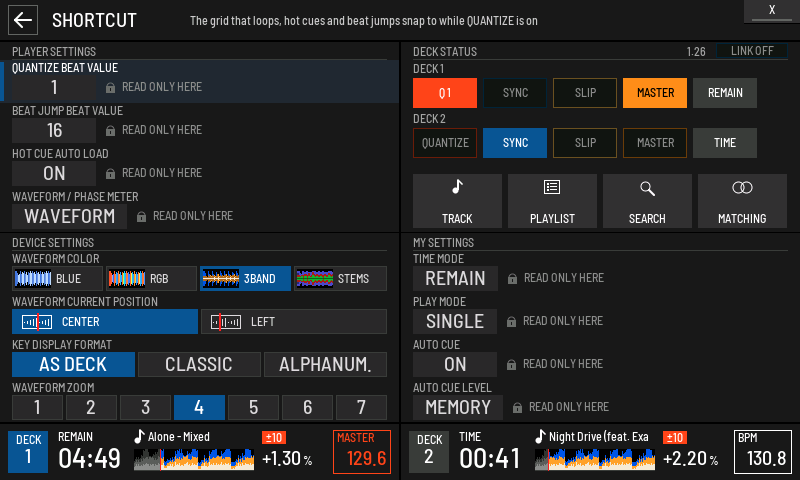 SHORTCUT
The grid that loops, hot cues and beat jumps snap to while QUANTIZE is on
X
PLAYER SETTINGS
QUANTIZE BEAT VALUE
1
READ ONLY HERE
BEAT JUMP BEAT VALUE
16
READ ONLY HERE
HOT CUE AUTO LOAD
ON
READ ONLY HERE
WAVEFORM / PHASE METER
WAVEFORM
READ ONLY HERE
DECK STATUS
1.26
LINK OFF
DECK 1
Q 1
SYNC
SLIP
MASTER
REMAIN
DECK 2
QUANTIZE
SYNC
SLIP
MASTER
TIME
TRACK
PLAYLIST
SEARCH
MATCHING
DEVICE SETTINGS
WAVEFORM COLOR
BLUE
RGB
3BAND
STEMS
WAVEFORM CURRENT POSITION
CENTER
LEFT
KEY DISPLAY FORMAT
AS DECK
CLASSIC
ALPHANUM.
WAVEFORM ZOOM
1
2
3
4
5
6
7
MY SETTINGS
TIME MODE
REMAIN
READ ONLY HERE
PLAY MODE
SINGLE
READ ONLY HERE
AUTO CUE
ON
READ ONLY HERE
AUTO CUE LEVEL
MEMORY
READ ONLY HERE
DECK
1
REMAIN
04:49
Alone - Mixed
±10
+1.30 %
MASTER
129.6
DECK
2
TIME
00:41
Night Drive (feat. Exa
±10
+2.20 %
BPM
130.8